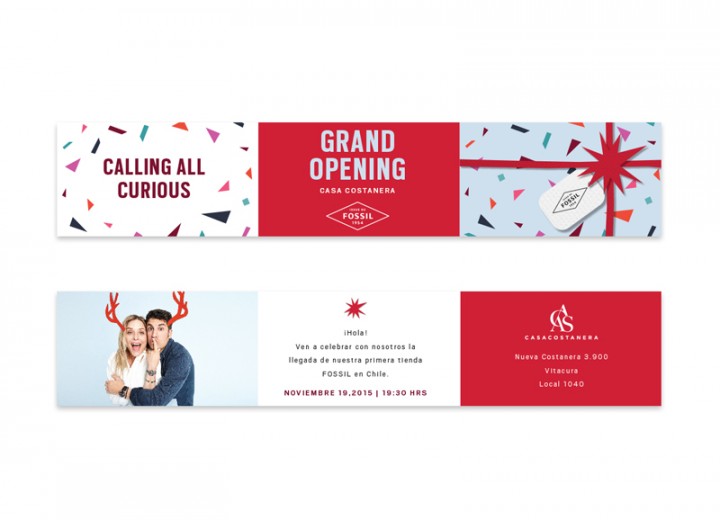 CALLING ALL
CURIOUS
GRAND
OPENING
CASA COSTANERA
FOSSIL
1954
FOSSIL
¡Hola!
Ven a celebrar con nosotros la
llegada de nuestra primera tienda
FOSSIL en Chile.
NOVIEMBRE 19,2015 | 19:30 HRS
CASACOSTANERA
Nueva Costanera 3.900
Vitacura
Local 1040